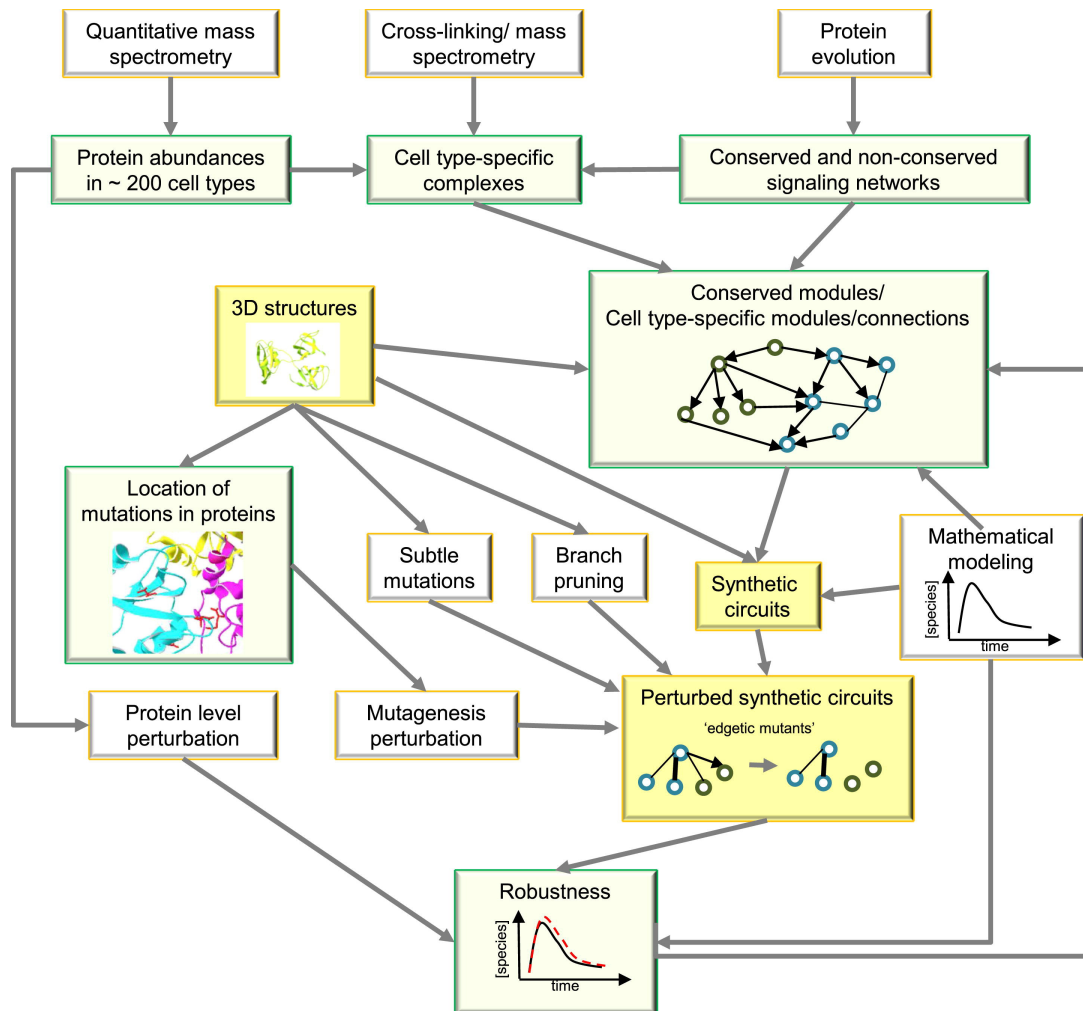 Quantitative mass
spectrometry
Cross-linking/ mass
spectrometry
Protein
evolution
Protein abundances
in ~ 200 cell types
Cell type-specific
complexes
Conserved and non-conserved
signaling networks
3D structures
Conserved modules/
Cell type-specific modules/connections
Location of
mutations in proteins
Subtle
mutations
Branch
pruning
Synthetic
circuits
Mathematical
modeling
[species]
time
Protein level
perturbation
Mutagenesis
perturbation
Perturbed synthetic circuits
'edgetic mutants'
Robustness
[species]
time